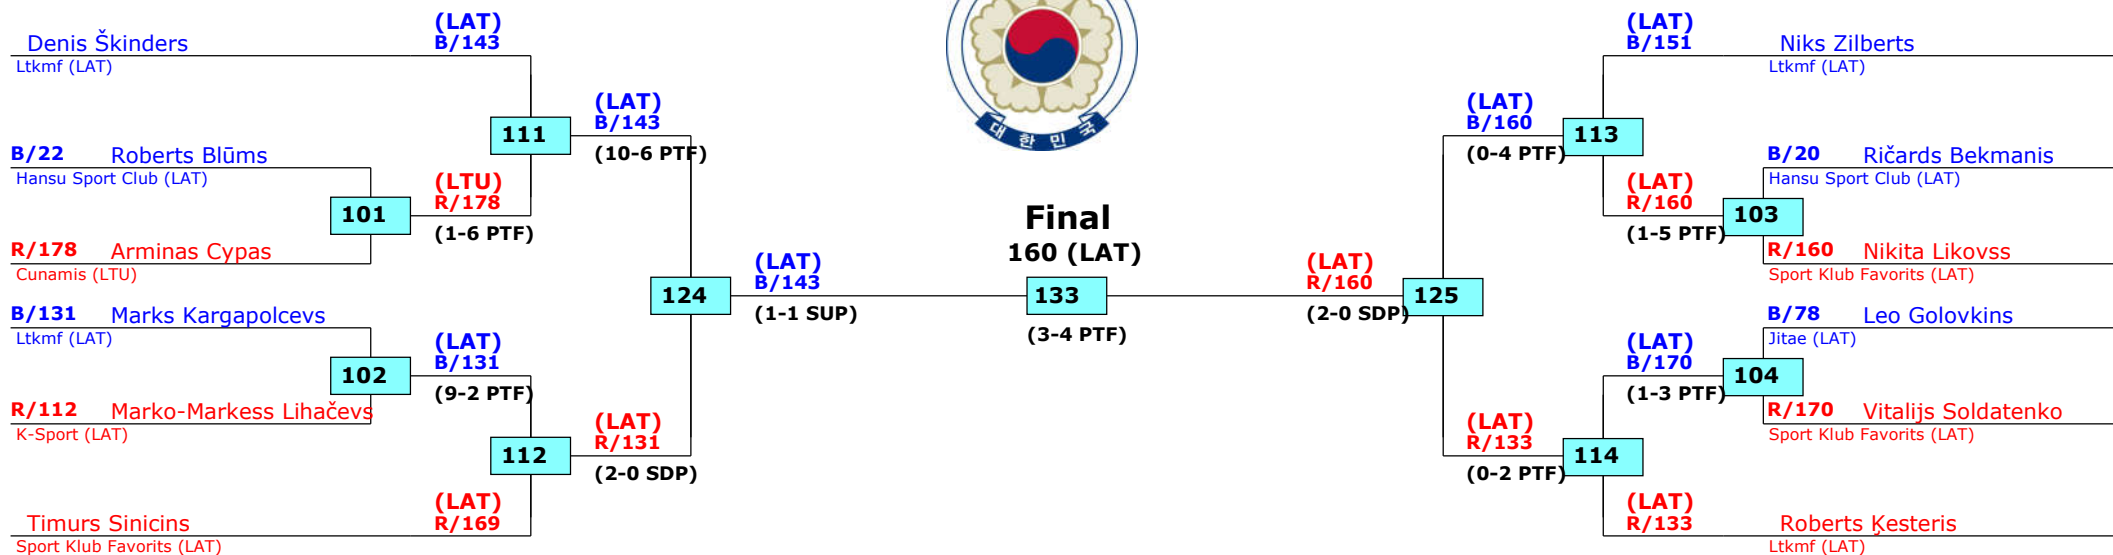 Denis Škinders
Ltkmf (LAT)
(LAT)
B/143
B/22 Roberts Blūms
Hansu Sport Club (LAT)
101
R/178 Arminas Cypas
Cunamis (LTU)
(LTU)
R/178
(1-6 PTF)
111
(LAT)
B/143
(10-6 PTF)
B/131 Marks Kargapolcevs
Ltkmf (LAT)
102
R/112 Marko-Markess Lihačevs
K-Sport (LAT)
(LAT)
B/131
(9-2 PTF)
112
(LAT)
R/131
(2-0 SDP)
Timurs Sinicins
Sport Klub Favorits (LAT)
(LAT)
R/169
124
(LAT)
B/143
(1-1 SUP)
대한민국
Final
160 (LAT)
133
(3-4 PTF)
(LAT)
R/160
(2-0 SDP)
125
(LAT)
B/160
(0-4 PTF)
113
(LAT)
B/151
Niks Zilberts
Ltkmf (LAT)
(LAT)
R/160
(1-5 PTF)
103
B/20 Ričards Bekmanis
Hansu Sport Club (LAT)
R/160 Nikita Likovss
Sport Klub Favorits (LAT)
(LAT)
R/133
(0-2 PTF)
114
(LAT)
B/170
(1-3 PTF)
104
B/78 Leo Golovkins
Jitae (LAT)
R/170 Vitalijs Soldatenko
Sport Klub Favorits (LAT)
(LAT)
R/133
Roberts Ķesteris
Ltkmf (LAT)